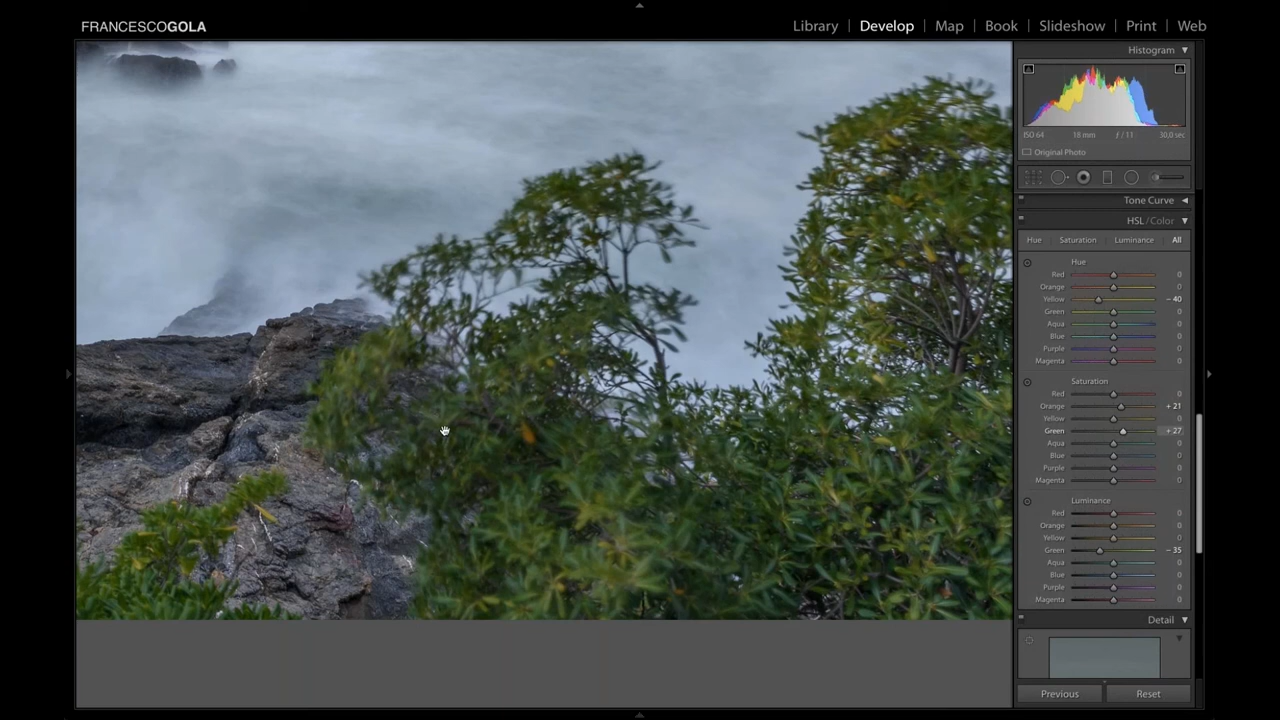 FRANCESCOGOLA
Library Develop Map Book Slideshow Print Web
Histogram
ISO 64 18 mm ƒ / 11 30,0 sec
Original Photo
Tone Curve
HSL / Color
Hue Saturation Luminance All
Hue
Red 0
Orange 0
Yellow – 40
Green 0
Aqua 0
Blue 0
Purple 0
Magenta 0
Saturation
Red 0
Orange + 21
Yellow 0
Green + 27
Aqua 0
Blue 0
Purple 0
Magenta 0
Luminance
Red 0
Orange 0
Yellow 0
Green – 35
Aqua 0
Blue 0
Purple 0
Magenta 0
Detail
Previous Reset